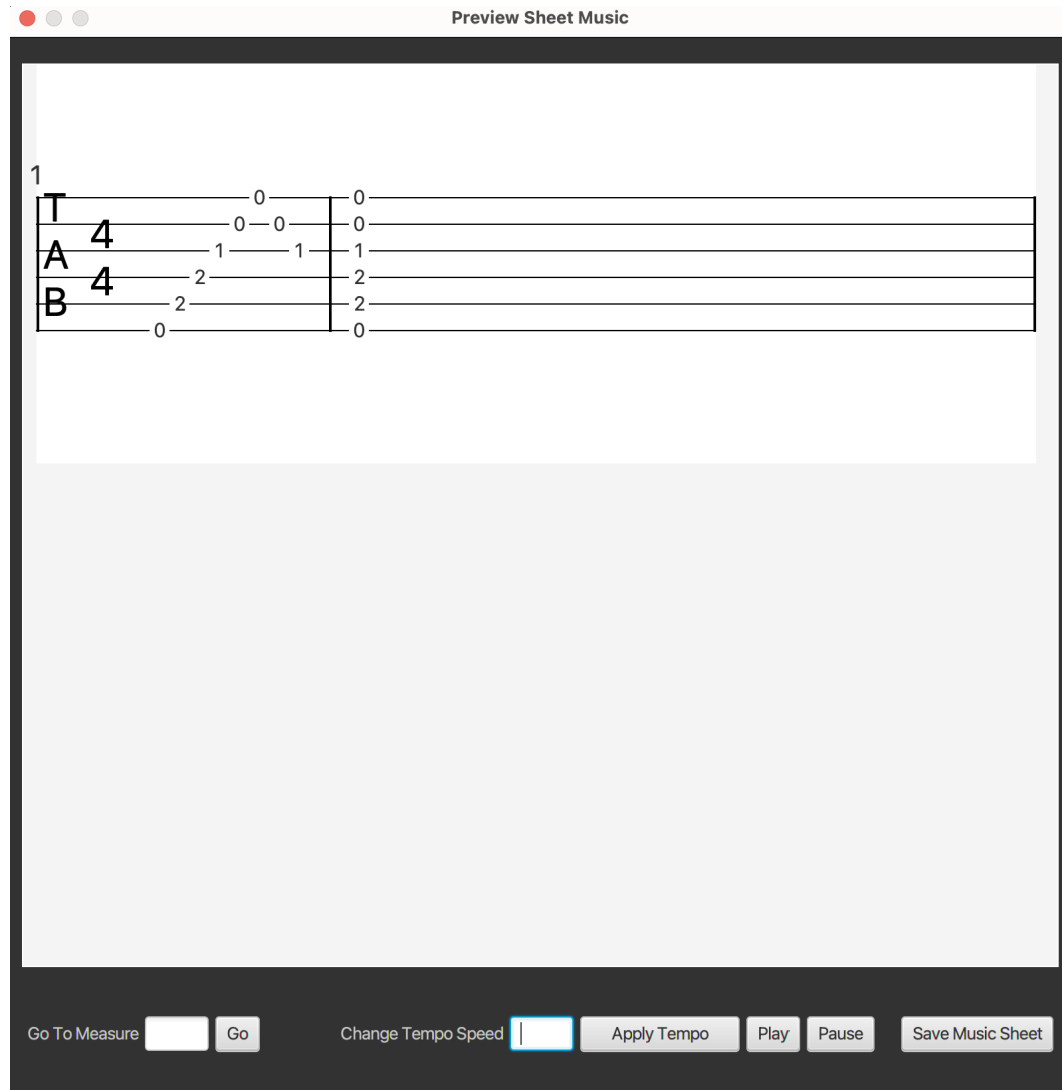 Preview Sheet Music
1
T 0 0
4 0 0 0
A 1 1 1
4 2 2
B 2 2
0 0
Go To Measure Go Change Tempo Speed Apply Tempo Play Pause Save Music Sheet